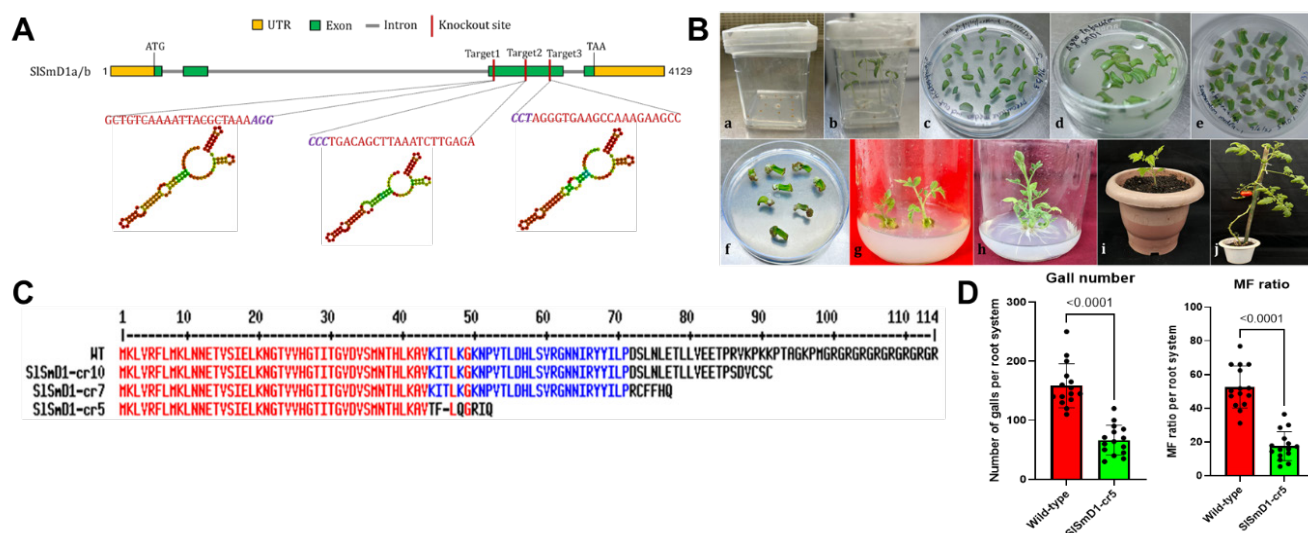 A
UTR
Exon
Intron
Knockout site
ATG
Target1
Target2
Target3
TAA
SlSmD1a/b
1
4129
GCTGTCAAAATTACGCTAAAAGG
CCCTGACAGCTTAAATCTTGAGA
CCTAGGGTGAAGCCAAAGAAGCC
B
a
b
c
d
e
f
g
h
i
j
C
1 10 20 30 40 50 60 70 80 90 100 110 114
WT MKLVRFLMKLNNETVSIELKNGTVVHGTITGVDVSMNTHLKAVKITLKGKNPVTLDHLSVRGNNIRYYILPDSLNLETLLVEETPRVKPKKPTAGKPMGRGRGRGRGRGRGRGR
SlSmD1-cr10 MKLVRFLMKLNNETVSIELKNGTVVHGTITGVDVSMNTHLKAVKITLKGKNPVTLDHLSVRGNNIRYYILPDSLNLETLLVEETPSDVCSC
SlSmD1-cr7 MKLVRFLMKLNNETVSIELKNGTVVHGTITGVDVSMNTHLKAVKITLKGKNPVTLDHLSVRGNNIRYYILPRCFFHQ
SlSmD1-cr5 MKLVRFLMKLNNETVSIELKNGTVVHGTITGVDVSMNTHLKAVTF-LQGRIQ
D
Gall number
<0.0001
Number of galls per root system
300
200
100
0
Wild-type
SlSmD1-cr5
MF ratio
<0.0001
MF ratio per root system
100
80
60
40
20
0
Wild-type
SlSmD1-cr5